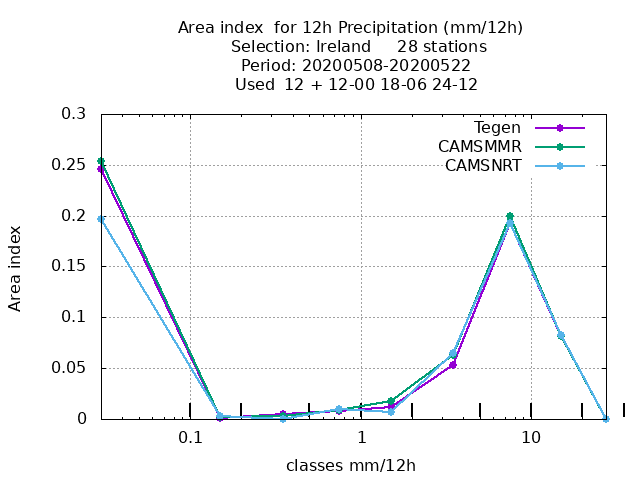 Area index  for 12h Precipitation (mm/12h)
Selection: Ireland     28 stations
Period: 20200508-20200522
Used  12 + 12-00 18-06 24-12
0.3
0.25
0.2
0.15
0.1
0.05
0
Area index
Tegen
CAMSMMR
CAMSNRT
0.1 1 10
classes mm/12h